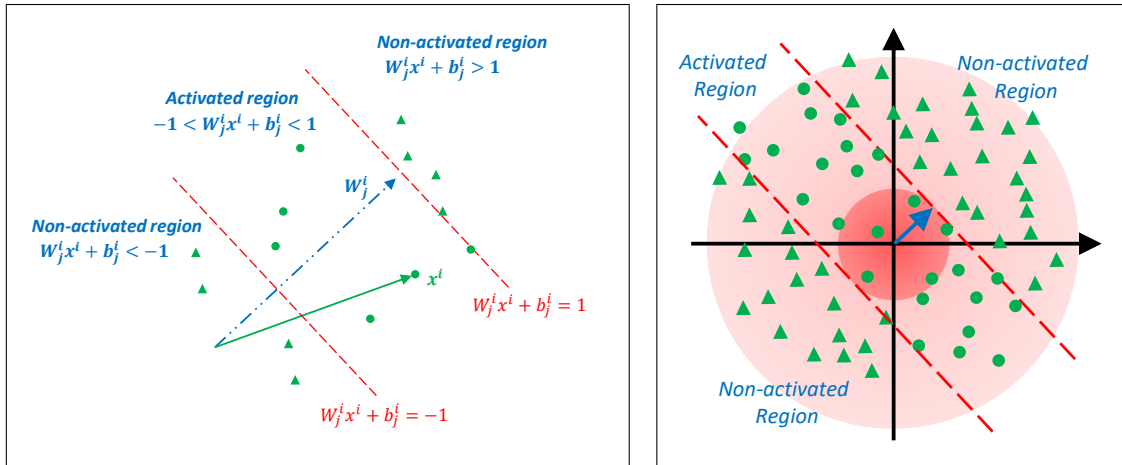 Non-activated region
$W_j^i x^i + b_j^i > 1$
Activated region
$-1 < W_j^i x^i + b_j^i < 1$
$W_j^i$
Non-activated region
$W_j^i x^i + b_j^i < -1$
$x^i$
$W_j^i x^i + b_j^i = 1$
$W_j^i x^i + b_j^i = -1$
Activated
Region
Non-activated
Region
Non-activated
Region